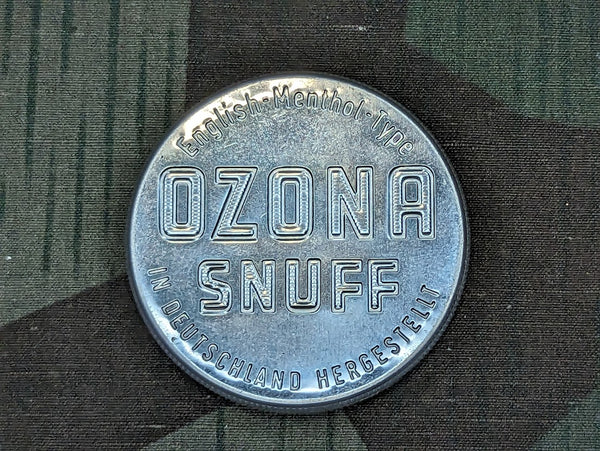 English-Menthol-Type
OZONA
SNUFF
IN DEUTSCHLAND HERGESTELLT